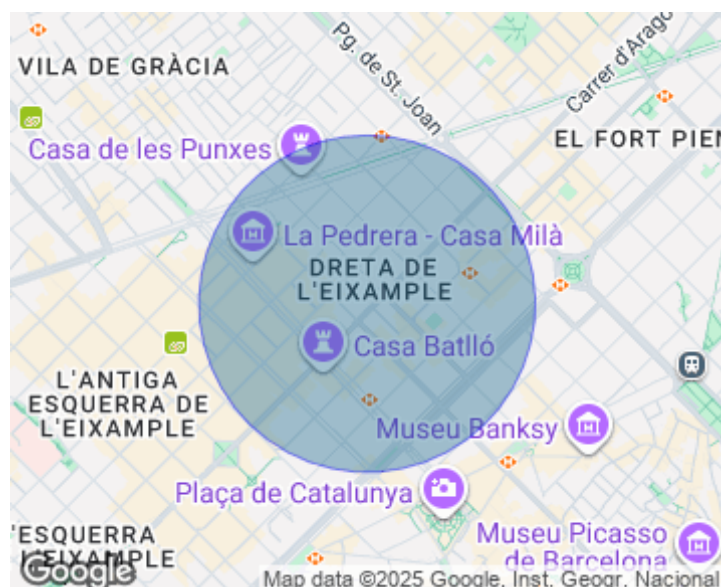 Pg. de St. Joan
Carrer d'Arago
VILA DE GRÀCIA
Casa de les Punxes
EL FORT PIEN
La Pedrera - Casa Milà
DRETA DE
L'EIXAMPLE
Casa Batlló
L'ANTIGA
ESQUERRA DE
L'EIXAMPLE
Museu Banksy
Plaça de Catalunya
'ESQUERRA
L'EIXAMPLE
Museu Picasso
de Barcelona
Google
Map data ©2025 Google, Inst. Geogr. Nacional